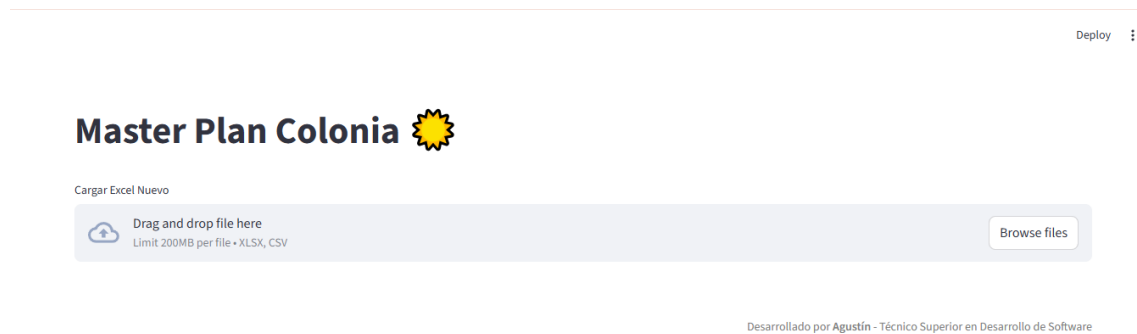 Deploy
Master Plan Colonia
Cargar Excel Nuevo
Drag and drop file here
Limit 200MB per file • XLSX, CSV
Browse files
Desarrollado por Agustín - Técnico Superior en Desarrollo de Software